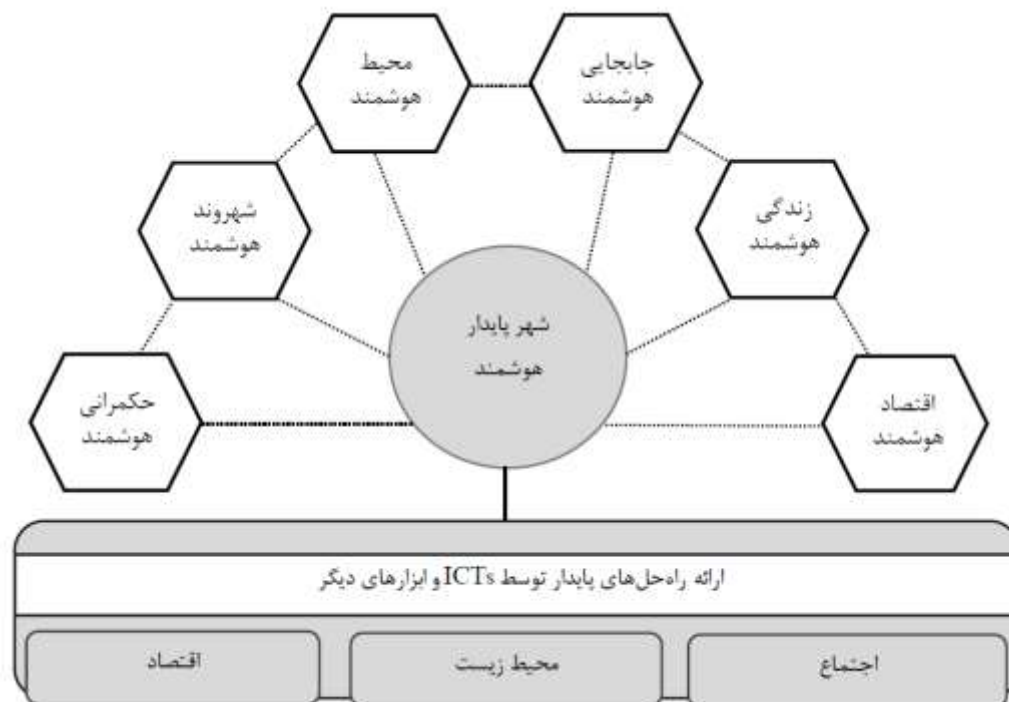 جابجایی
هوشمند
محیط
هوشمند
زندگی
هوشمند
شهروند
هوشمند
شهر پایدار
هوشمند
اقتصاد
هوشمند
حکمرانی
هوشمند
ارائه راه‌حل‌های پایدار توسط ICTs و ابزارهای دیگر
اجتماع
محیط زیست
اقتصاد